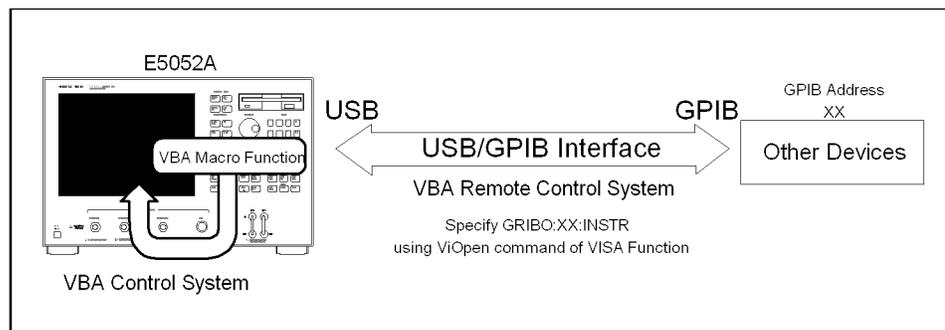 E5052A
USB
GPIB
GPIB Address
XX
VBA Macro Function
USB/GPIB Interface
Other Devices
VBA Remote Control System
Specify GRIBO:XX:INSTR
using ViOpen command of VISA Function
VBA Control System